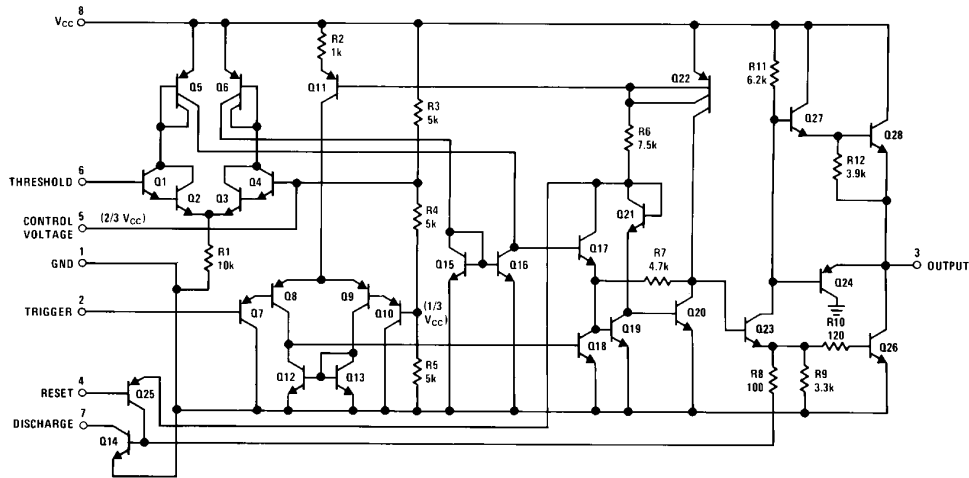 VCC 8
R2
1k
Q5
Q6
Q11
Q22
R11
6.2k
Q27
Q28
R3
5k
R6
7.5k
R12
3.9k
THRESHOLD 6
Q1
Q2
Q3
Q4
CONTROL VOLTAGE 5
(2/3 VCC)
R4
5k
Q21
GND 1
R1
10k
Q15
Q16
Q17
R7
4.7k
3 OUTPUT
TRIGGER 2
Q7
Q8
Q9
Q10
(1/3 VCC)
Q18
Q19
Q20
Q23
Q24
R10
120
Q26
Q12
Q13
R5
5k
R8
100
R9
3.3k
RESET 4
Q25
DISCHARGE 7
Q14